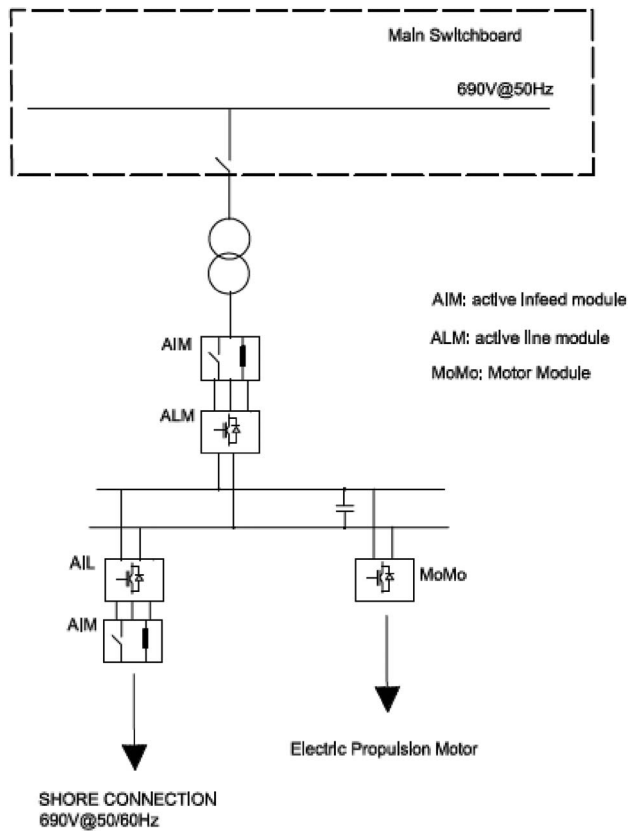 Main Switchboard
690V@50Hz
AIM: active infeed module
AIM
ALM: active line module
MoMo: Motor Module
ALM
AIL
MoMo
AIM
Electric Propulsion Motor
SHORE CONNECTION
690V@50/60Hz